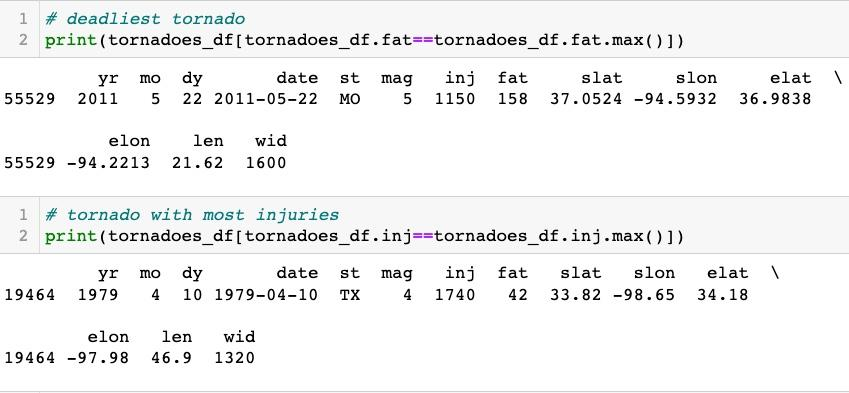 1 # deadliest tornado
2 print(tornadoes_df[tornadoes_df.fat==tornadoes_df.fat.max()])
yr mo dy date st mag inj fat slat slon elat \
55529 2011 5 22 2011-05-22 MO 5 1150 158 37.0524 -94.5932 36.9838
elon len wid
55529 -94.2213 21.62 1600
1 # tornado with most injuries
2 print(tornadoes_df[tornadoes_df.inj==tornadoes_df.inj.max()])
yr mo dy date st mag inj fat slat slon elat \
19464 1979 4 10 1979-04-10 TX 4 1740 42 33.82 -98.65 34.18
elon len wid
19464 -97.98 46.9 1320